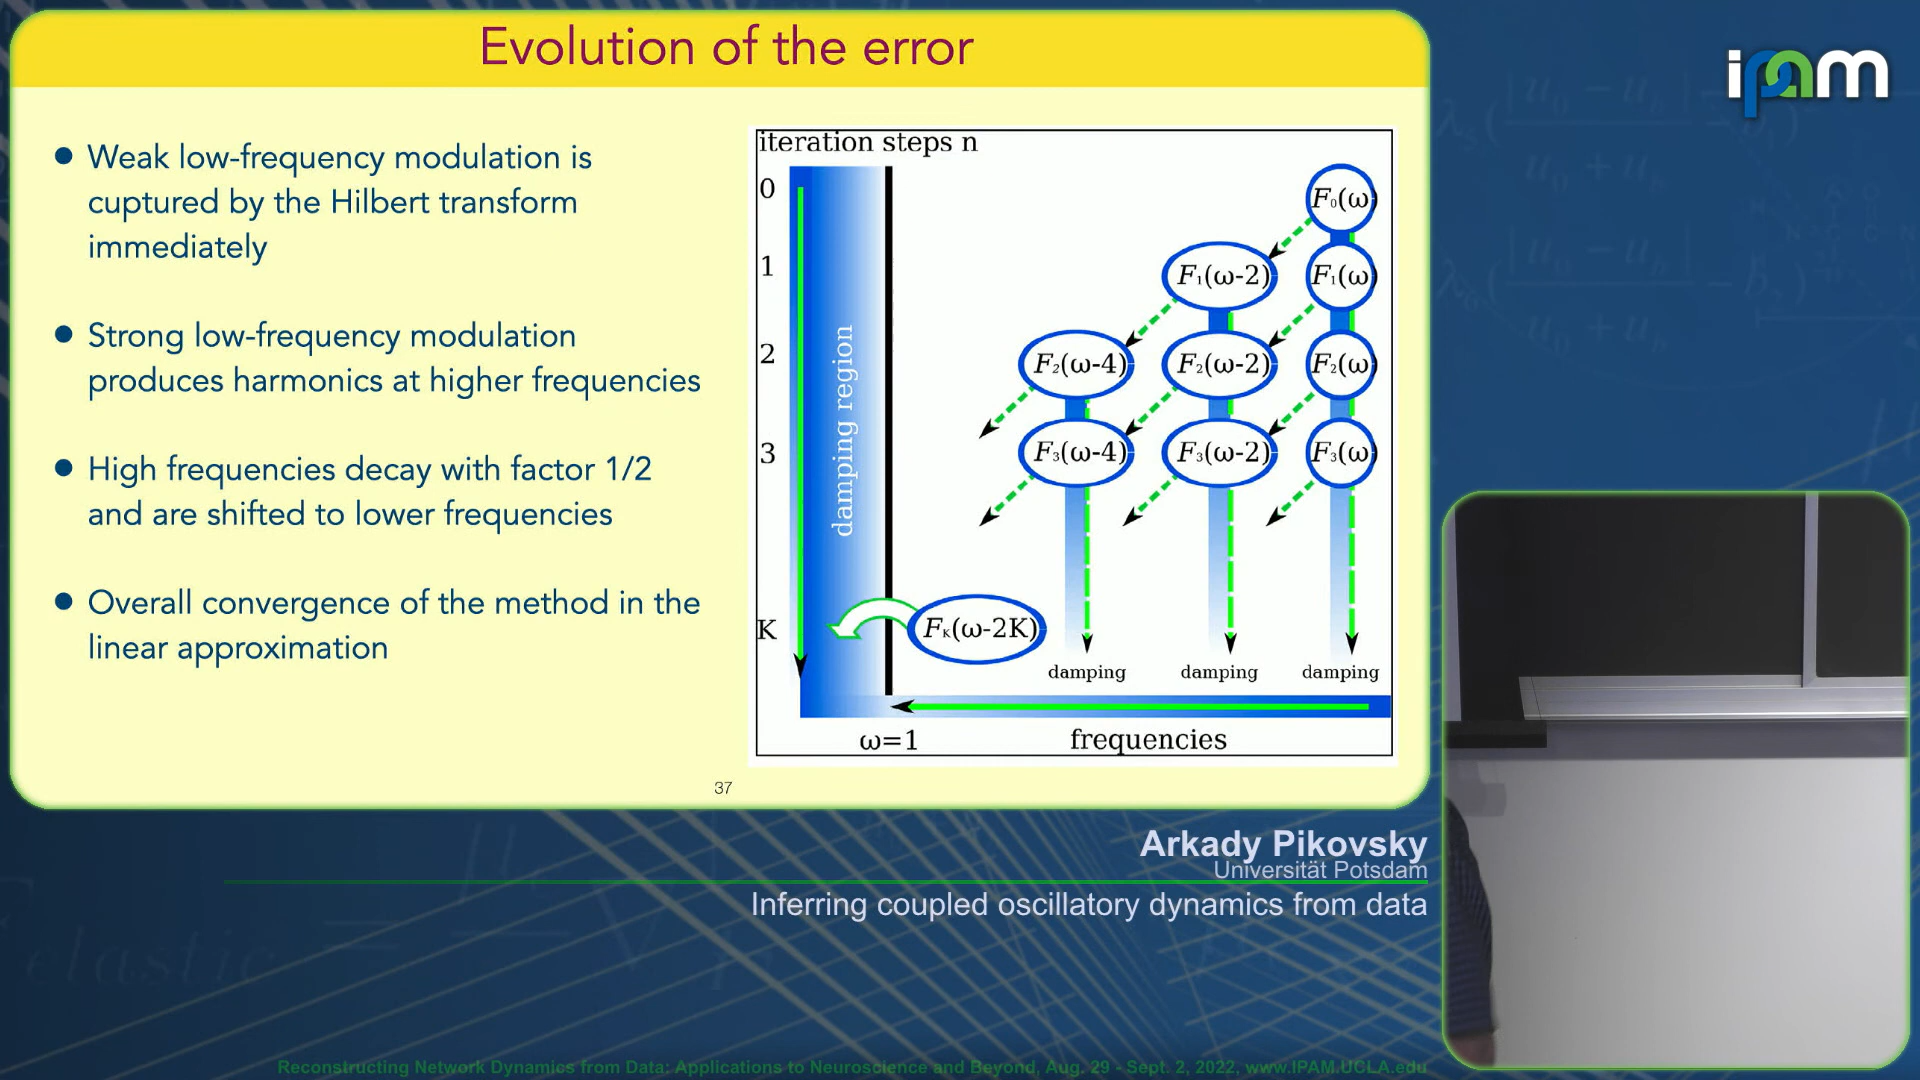 Evolution of the error
Weak low-frequency modulation is
cuptured by the Hilbert transform
immediately
Strong low-frequency modulation
produces harmonics at higher frequencies
High frequencies decay with factor 1/2
and are shifted to lower frequencies
Overall convergence of the method in the
linear approximation
iteration steps n
0
F₀(ω)
1
F₁(ω-2)
F₁(ω)
2
F₂(ω-4)
F₂(ω-2)
F₂(ω)
3
F₃(ω-4)
F₃(ω-2)
F₃(ω)
damping region
K
Fₖ(ω-2K)
damping
damping
damping
ω=1
frequencies
37
ipam
Arkady Pikovsky
Universität Potsdam
Inferring coupled oscillatory dynamics from data
elastic
Reconstructing Network Dynamics from Data: Applications to Neuroscience and Beyond, Aug. 29 - Sept. 2, 2022, www.IPAM.UCLA.edu